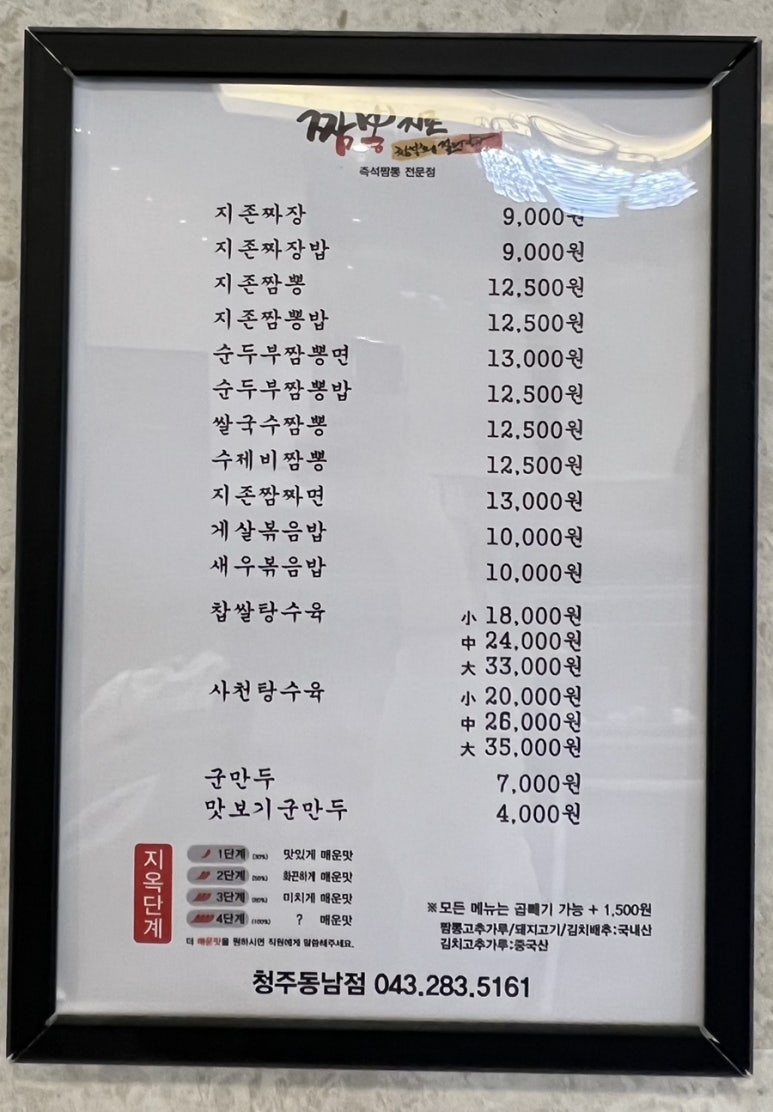 짬뽕지존
즉석짬뽕 전문점
지존짜장 9,000원
지존짜장밥 9,000원
지존짬뽕 12,500원
지존짬뽕밥 12,500원
순두부짬뽕면 13,000원
순두부짬뽕밥 12,500원
쌀국수짬뽕 12,500원
수제비짬뽕 12,500원
지존짬짜면 13,000원
게살볶음밥 10,000원
새우볶음밥 10,000원
찹쌀탕수육 小 18,000원
中 24,000원
大 33,000원
사천탕수육 小 20,000원
中 26,000원
大 35,000원
군만두 7,000원
맛보기군만두 4,000원
지옥단계
1단계 (30%) 맛있게 매운맛
2단계 (50%) 화끈하게 매운맛
3단계 (80%) 미치게 매운맛
4단계 (100%) ? 매운맛
더 매운맛을 원하시면 직원에게 말씀해주세요.
※모든 메뉴는 곱빼기 가능 + 1,500원
짬뽕고추가루/돼지고기/김치배추:국내산
김치고추가루:중국산
청주동남점 043.283.5161